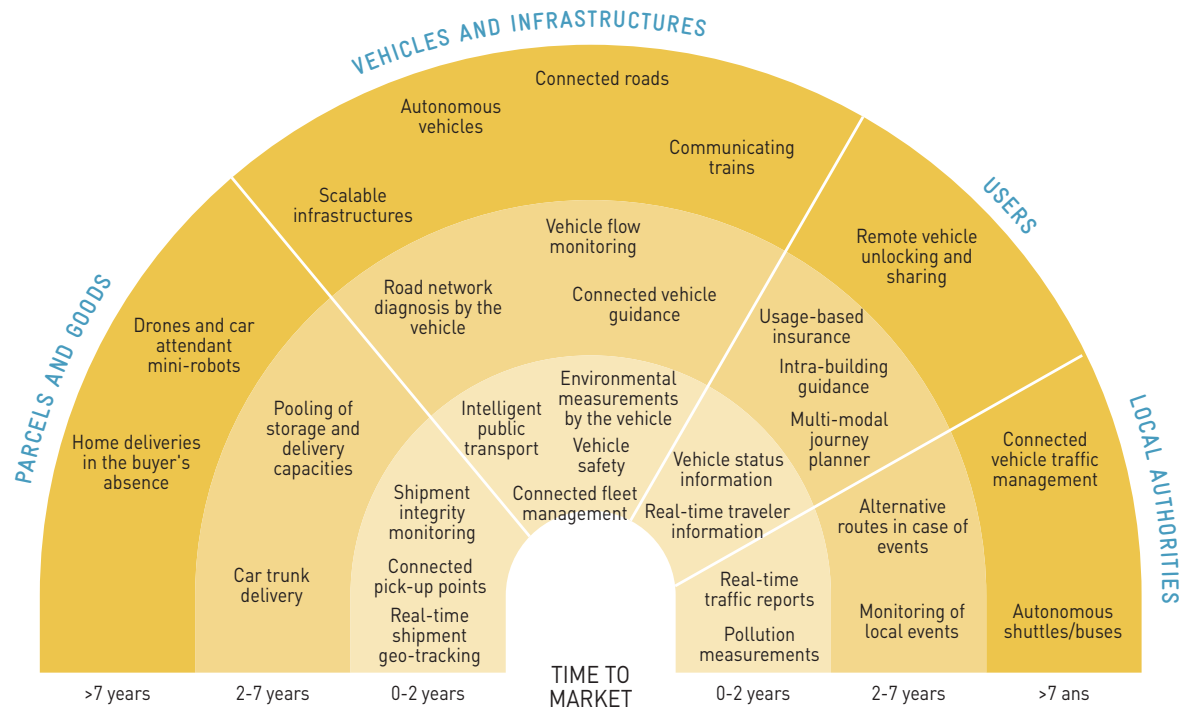 VEHICLES AND INFRASTRUCTURES
Connected roads
Autonomous
vehicles
Communicating
trains
Scalable
infrastructures
Vehicle flow
monitoring
Road network
diagnosis by the
vehicle
Connected vehicle
guidance
Environmental
measurements
by the vehicle
Intelligent
public
transport
Vehicle
safety
Connected fleet
management
USERS
Remote vehicle
unlocking and
sharing
Usage-based
insurance
Intra-building
guidance
Multi-modal
journey
planner
Vehicle status
information
Real-time traveler
information
PARCELS AND GOODS
Drones and car
attendant
mini-robots
Home deliveries
in the buyer's
absence
Pooling of
storage and
delivery
capacities
Car trunk
delivery
Shipment
integrity
monitoring
Connected
pick-up points
Real-time
shipment
geo-tracking
LOCAL AUTHORITIES
Connected
vehicle traffic
management
Autonomous
shuttles/buses
Alternative
routes in case of
events
Monitoring of
local events
Real-time
traffic reports
Pollution
measurements
>7 years
2-7 years
0-2 years
TIME TO
MARKET
0-2 years
2-7 years
>7 ans